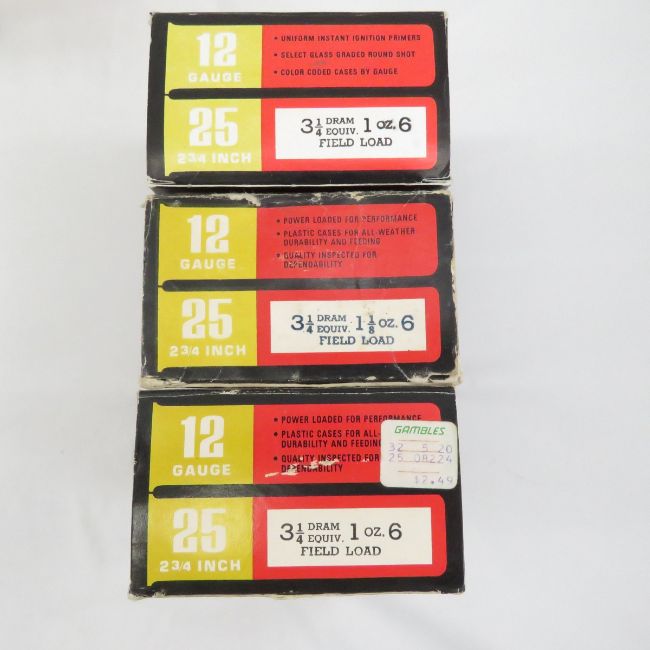 12
GAUGE
• UNIFORM INSTANT IGNITION PRIMERS
• SELECT GLASS GRADED ROUND SHOT
• COLOR CODED CASES BY GAUGE
25
2 3/4 INCH
3 1/4 DRAM EQUIV. 1 OZ. 6
FIELD LOAD
12
GAUGE
• POWER LOADED FOR PERFORMANCE
• PLASTIC CASES FOR ALL-WEATHER
DURABILITY AND FEEDING
• QUALITY INSPECTED FOR
DEPENDABILITY
25
2 3/4 INCH
3 1/4 DRAM EQUIV. 1 1/8 OZ. 6
FIELD LOAD
12
GAUGE
• POWER LOADED FOR PERFORMANCE
• PLASTIC CASES FOR ALL-
DURABILITY AND FEEDING
• QUALITY INSPECTED FOR
DEPENDABILITY
GAMBLES
32 5 20
25 08224
12.49
25
2 3/4 INCH
3 1/4 DRAM EQUIV. 1 OZ. 6
FIELD LOAD